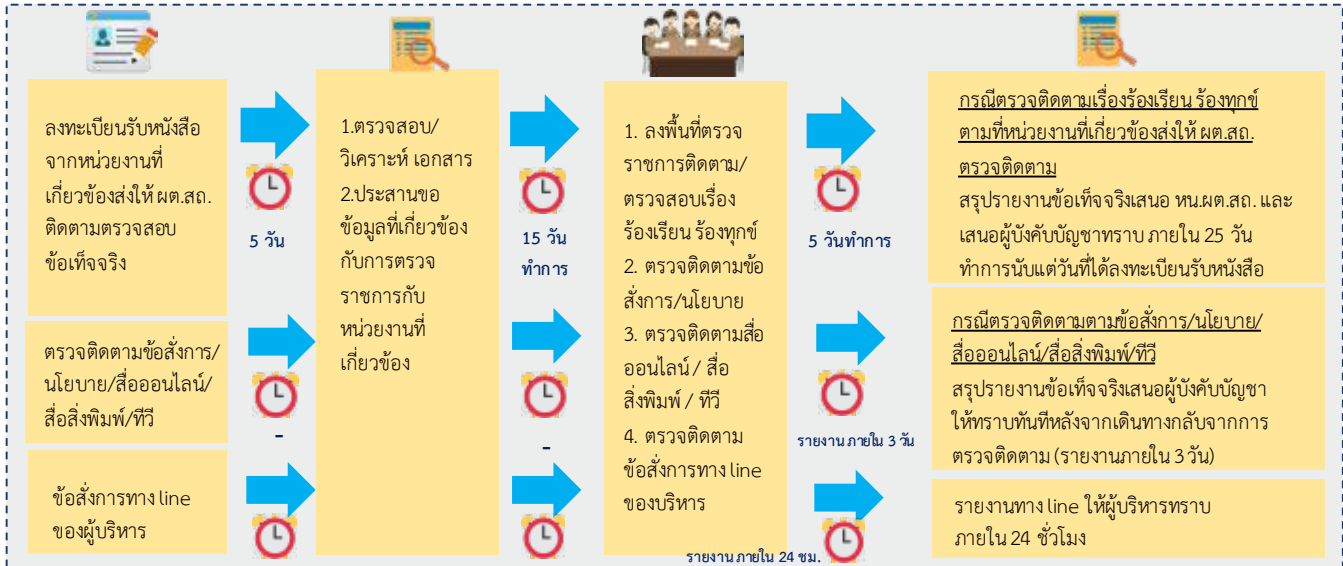 ลงทะเบียนรับหนังสือ
จากหน่วยงานที่
เกี่ยวข้องส่งให้ ผต.สถ.
ติดตามตรวจสอบ
ข้อเท็จจริง
5 วัน
1.ตรวจสอบ/
วิเคราะห์ เอกสาร
2.ประสานขอ
ข้อมูลที่เกี่ยวข้อง
กับการตรวจ
ราชการกับ
หน่วยงานที่
เกี่ยวข้อง
15 วัน
ทำการ
1. ลงพื้นที่ตรวจ
ราชการติดตาม/
ตรวจสอบเรื่อง
ร้องเรียน ร้องทุกข์
2. ตรวจติดตามข้อ
สั่งการ/นโยบาย
3. ตรวจติดตามสื่อ
ออนไลน์ / สื่อ
สิ่งพิมพ์ / ทีวี
4. ตรวจติดตาม
ข้อสั่งการทาง line
ของบริหาร
5 วันทำการ
กรณีตรวจติดตามเรื่องร้องเรียน ร้องทุกข์
ตามที่หน่วยงานที่เกี่ยวข้องส่งให้ ผต.สถ.
ตรวจติดตาม
สรุปรายงานข้อเท็จจริงเสนอ หน.ผต.สถ. และ
เสนอผู้บังคับบัญชาทราบ ภายใน 25 วัน
ทำการนับแต่วันที่ได้ลงทะเบียนรับหนังสือ
ตรวจติดตามข้อสั่งการ/
นโยบาย/สื่อออนไลน์/
สื่อสิ่งพิมพ์/ทีวี
-
-
รายงาน ภายใน 3 วัน
กรณีตรวจติดตามตามข้อสั่งการ/นโยบาย/
สื่อออนไลน์/สื่อสิ่งพิมพ์/ทีวี
สรุปรายงานข้อเท็จจริงเสนอผู้บังคับบัญชา
ให้ทราบทันทีหลังจากเดินทางกลับจากการ
ตรวจติดตาม (รายงานภายใน 3 วัน)
ข้อสั่งการทาง line
ของผู้บริหาร
รายงาน ภายใน 24 ชม.
รายงานทาง line ให้ผู้บริหารทราบ
ภายใน 24 ชั่วโมง